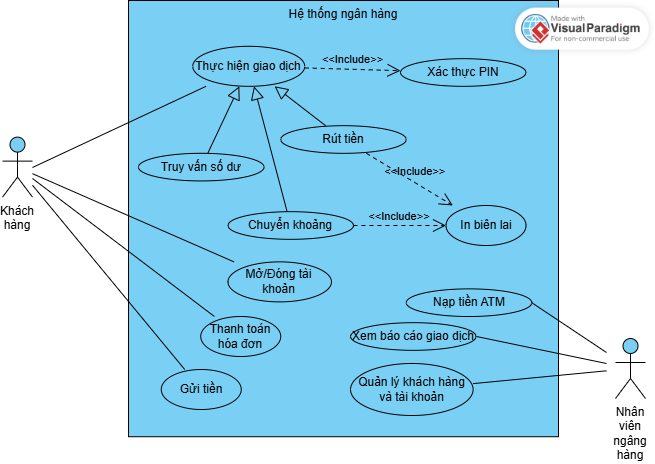 Hệ thống ngân hàng
Made with
VisualParadigm
For non-commercial use
Thực hiện giao dịch
<<Include>>
Xác thực PIN
Rút tiền
Truy vấn số dư
<<Include>>
Khách
hàng
Chuyển khoảng
<<Include>>
In biên lai
Mở/Đóng tài
khoản
Nạp tiền ATM
Thanh toán
hóa đơn
Xem báo cáo giao dịch
Gửi tiền
Quản lý khách hàng
và tài khoản
Nhân
viên
ngâng
hàng